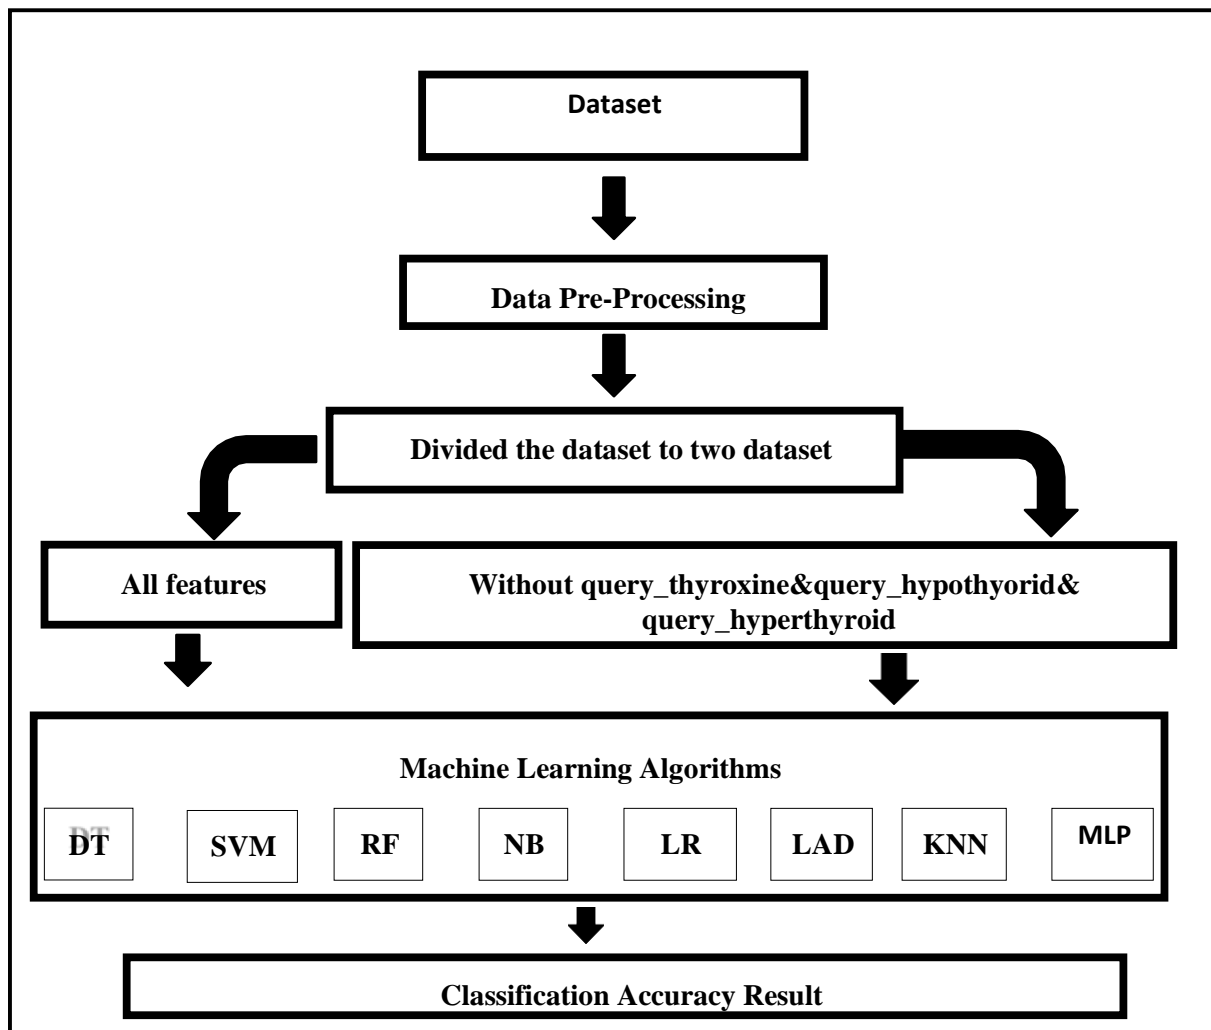 Dataset
Data Pre-Processing
Divided the dataset to two dataset
All features
Without query_thyroxine&query_hypothyorid&
query_hyperthyroid
Machine Learning Algorithms
DT
SVM
RF
NB
LR
LAD
KNN
MLP
Classification Accuracy Result